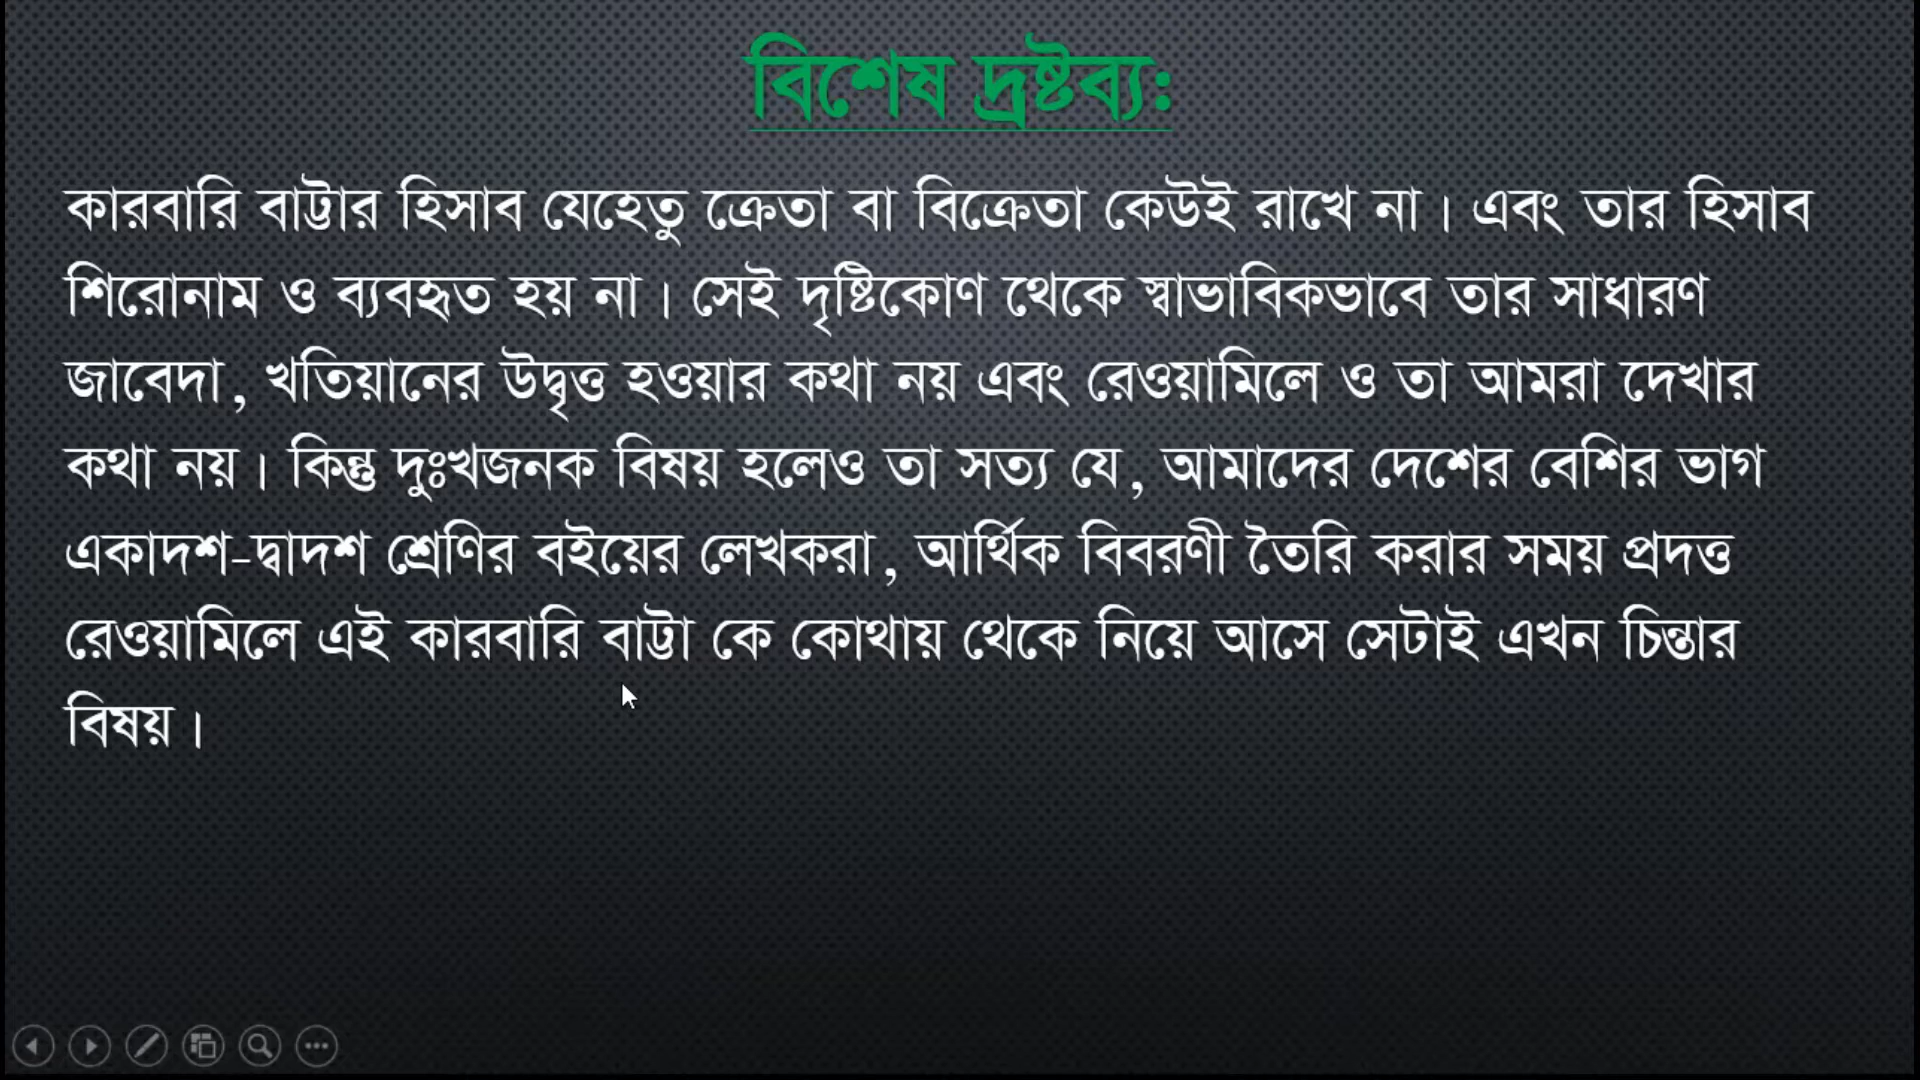 বিশেষ দ্রষ্টব্য:
কারবারি বাট্টার হিসাব যেহেতু ক্রেতা বা বিক্রেতা কেউই রাখে না। এবং তার হিসাব
শিরোনাম ও ব্যবহৃত হয় না। সেই দৃষ্টিকোণ থেকে স্বাভাবিকভাবে তার সাধারণ
জাবেদা, খতিয়ানের উদ্বৃত্ত হওয়ার কথা নয় এবং রেওয়ামিলে ও তা আমরা দেখার
কথা নয়। কিন্তু দুঃখজনক বিষয় হলেও তা সত্য যে, আমাদের দেশের বেশির ভাগ
একাদশ-দ্বাদশ শ্রেণির বইয়ের লেখকরা, আর্থিক বিবরণী তৈরি করার সময় প্রদত্ত
রেওয়ামিলে এই কারবারি বাট্টা কে কোথায় থেকে নিয়ে আসে সেটাই এখন চিন্তার
বিষয়।